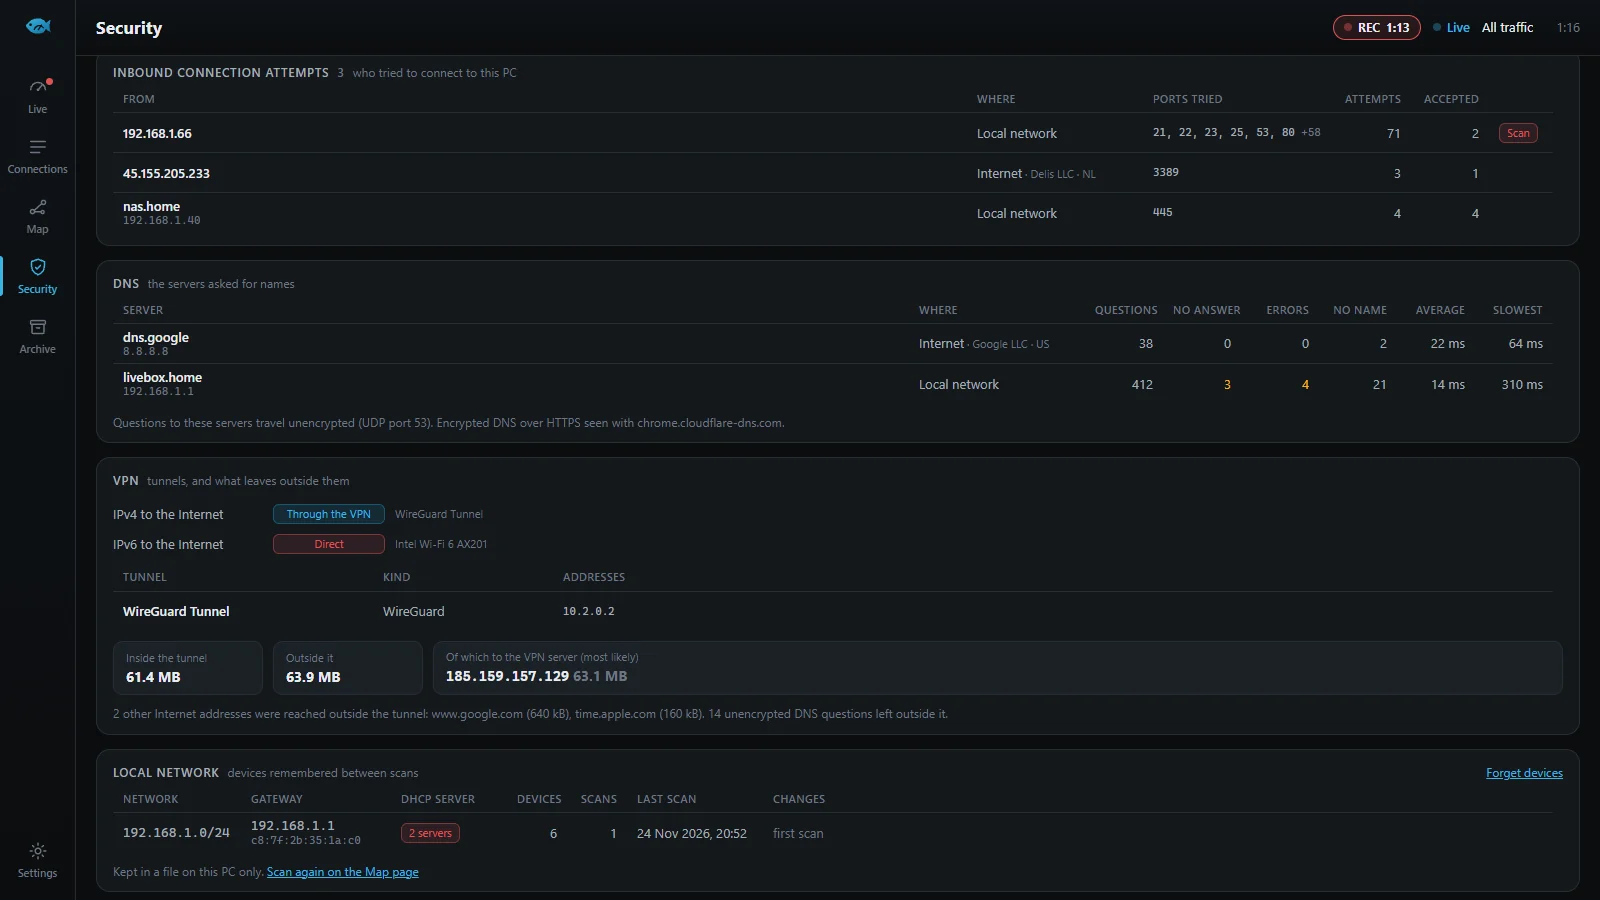 Security
REC 1:13
Live
All traffic
1:16
Live
Connections
Map
Security
Archive
Settings
INBOUND CONNECTION ATTEMPTS 3 who tried to connect to this PC
FROM WHERE PORTS TRIED ATTEMPTS ACCEPTED
192.168.1.66 Local network 21, 22, 23, 25, 53, 80 +58 71 2 Scan
45.155.205.233 Internet · Delis LLC · NL 3389 3 1
nas.home
192.168.1.40 Local network 445 4 4
DNS the servers asked for names
SERVER WHERE QUESTIONS NO ANSWER ERRORS NO NAME AVERAGE SLOWEST
dns.google
8.8.8.8 Internet · Google LLC · US 38 0 0 2 22 ms 64 ms
livebox.home
192.168.1.1 Local network 412 3 4 21 14 ms 310 ms
Questions to these servers travel unencrypted (UDP port 53). Encrypted DNS over HTTPS seen with chrome.cloudflare-dns.com.
VPN tunnels, and what leaves outside them
IPv4 to the Internet Through the VPN WireGuard Tunnel
IPv6 to the Internet Direct Intel Wi-Fi 6 AX201
TUNNEL KIND ADDRESSES
WireGuard Tunnel WireGuard 10.2.0.2
Inside the tunnel
61.4 MB
Outside it
63.9 MB
Of which to the VPN server (most likely)
185.159.157.129 63.1 MB
2 other Internet addresses were reached outside the tunnel: www.google.com (640 kB), time.apple.com (160 kB). 14 unencrypted DNS questions left outside it.
LOCAL NETWORK devices remembered between scans Forget devices
NETWORK GATEWAY DHCP SERVER DEVICES SCANS LAST SCAN CHANGES
192.168.1.0/24 192.168.1.1
c8:7f:2b:35:1a:c0 2 servers 6 1 24 Nov 2026, 20:52 first scan
Kept in a file on this PC only. Scan again on the Map page